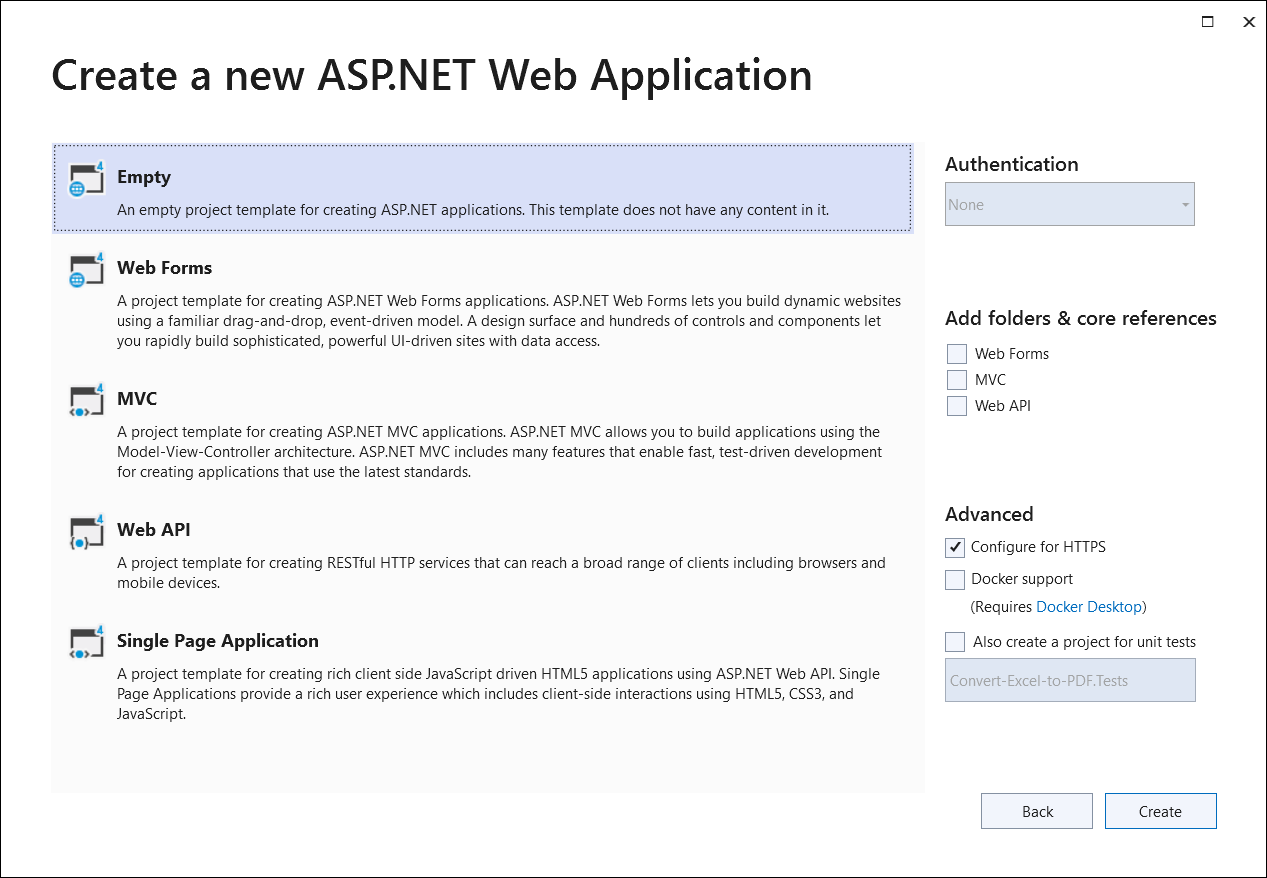 Create a new ASP.NET Web Application
Empty
An empty project template for creating ASP.NET applications. This template does not have any content in it.
Web Forms
A project template for creating ASP.NET Web Forms applications. ASP.NET Web Forms lets you build dynamic websites
using a familiar drag-and-drop, event-driven model. A design surface and hundreds of controls and components let
you rapidly build sophisticated, powerful UI-driven sites with data access.
MVC
A project template for creating ASP.NET MVC applications. ASP.NET MVC allows you to build applications using the
Model-View-Controller architecture. ASP.NET MVC includes many features that enable fast, test-driven development
for creating applications that use the latest standards.
Web API
A project template for creating RESTful HTTP services that can reach a broad range of clients including browsers and
mobile devices.
Single Page Application
A project template for creating rich client side JavaScript driven HTML5 applications using ASP.NET Web API. Single
Page Applications provide a rich user experience which includes client-side interactions using HTML5, CSS3, and
JavaScript.
Authentication
None
Add folders & core references
Web Forms
MVC
Web API
Advanced
Configure for HTTPS
Docker support
(Requires Docker Desktop)
Also create a project for unit tests
Convert-Excel-to-PDF.Tests
Back
Create